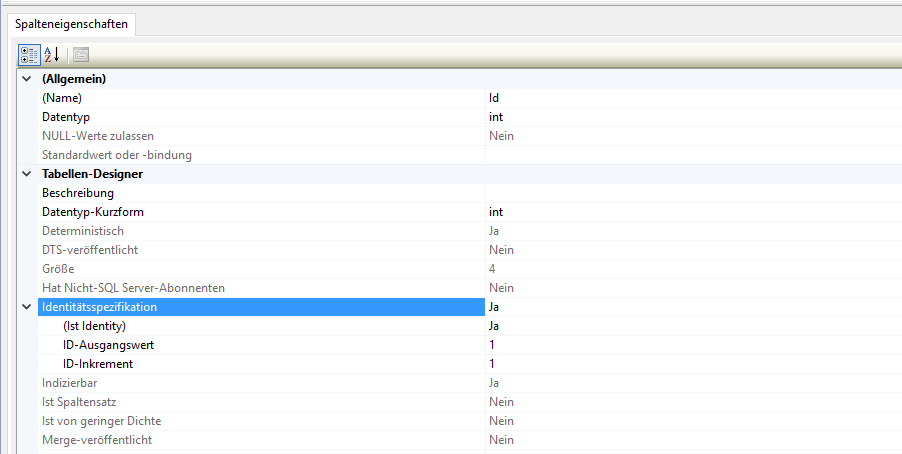 Spalteneigenschaften
(Allgemein)
(Name) Id
Datentyp int
NULL-Werte zulassen Nein
Standardwert oder -bindung
Tabellen-Designer
Beschreibung
Datentyp-Kurzform int
Deterministisch Ja
DTS-veröffentlicht Nein
Größe 4
Hat Nicht-SQL Server-Abonnenten Nein
Identitätsspezifikation Ja
(Ist Identity) Ja
ID-Ausgangswert 1
ID-Inkrement 1
Indizierbar Ja
Ist Spaltensatz Nein
Ist von geringer Dichte Nein
Merge-veröffentlicht Nein